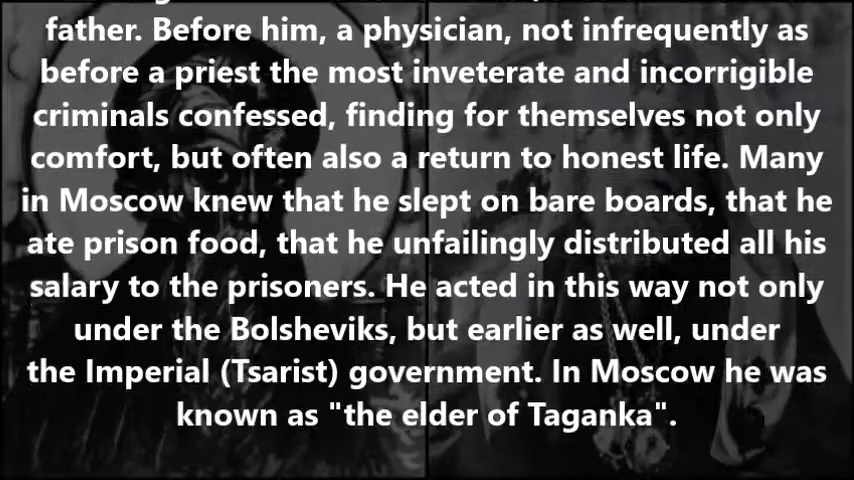 father. Before him, a physician, not infrequently as
before a priest the most inveterate and incorrigible
criminals confessed, finding for themselves not only
comfort, but often also a return to honest life. Many
in Moscow knew that he slept on bare boards, that he
ate prison food, that he unfailingly distributed all his
salary to the prisoners. He acted in this way not only
under the Bolsheviks, but earlier as well, under
the Imperial (Tsarist) government. In Moscow he was
known as "the elder of Taganka".